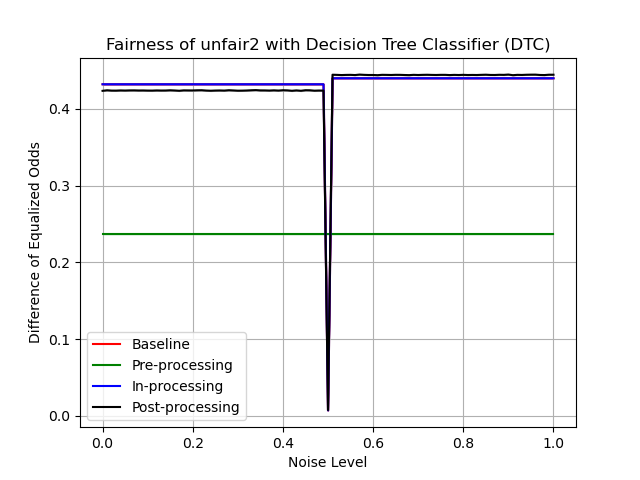 Fairness of unfair2 with Decision Tree Classifier (DTC)
Difference of Equalized Odds
0.4
0.3
0.2
0.1
0.0
Baseline
Pre-processing
In-processing
Post-processing
0.0 0.2 0.4 0.6 0.8 1.0
Noise Level